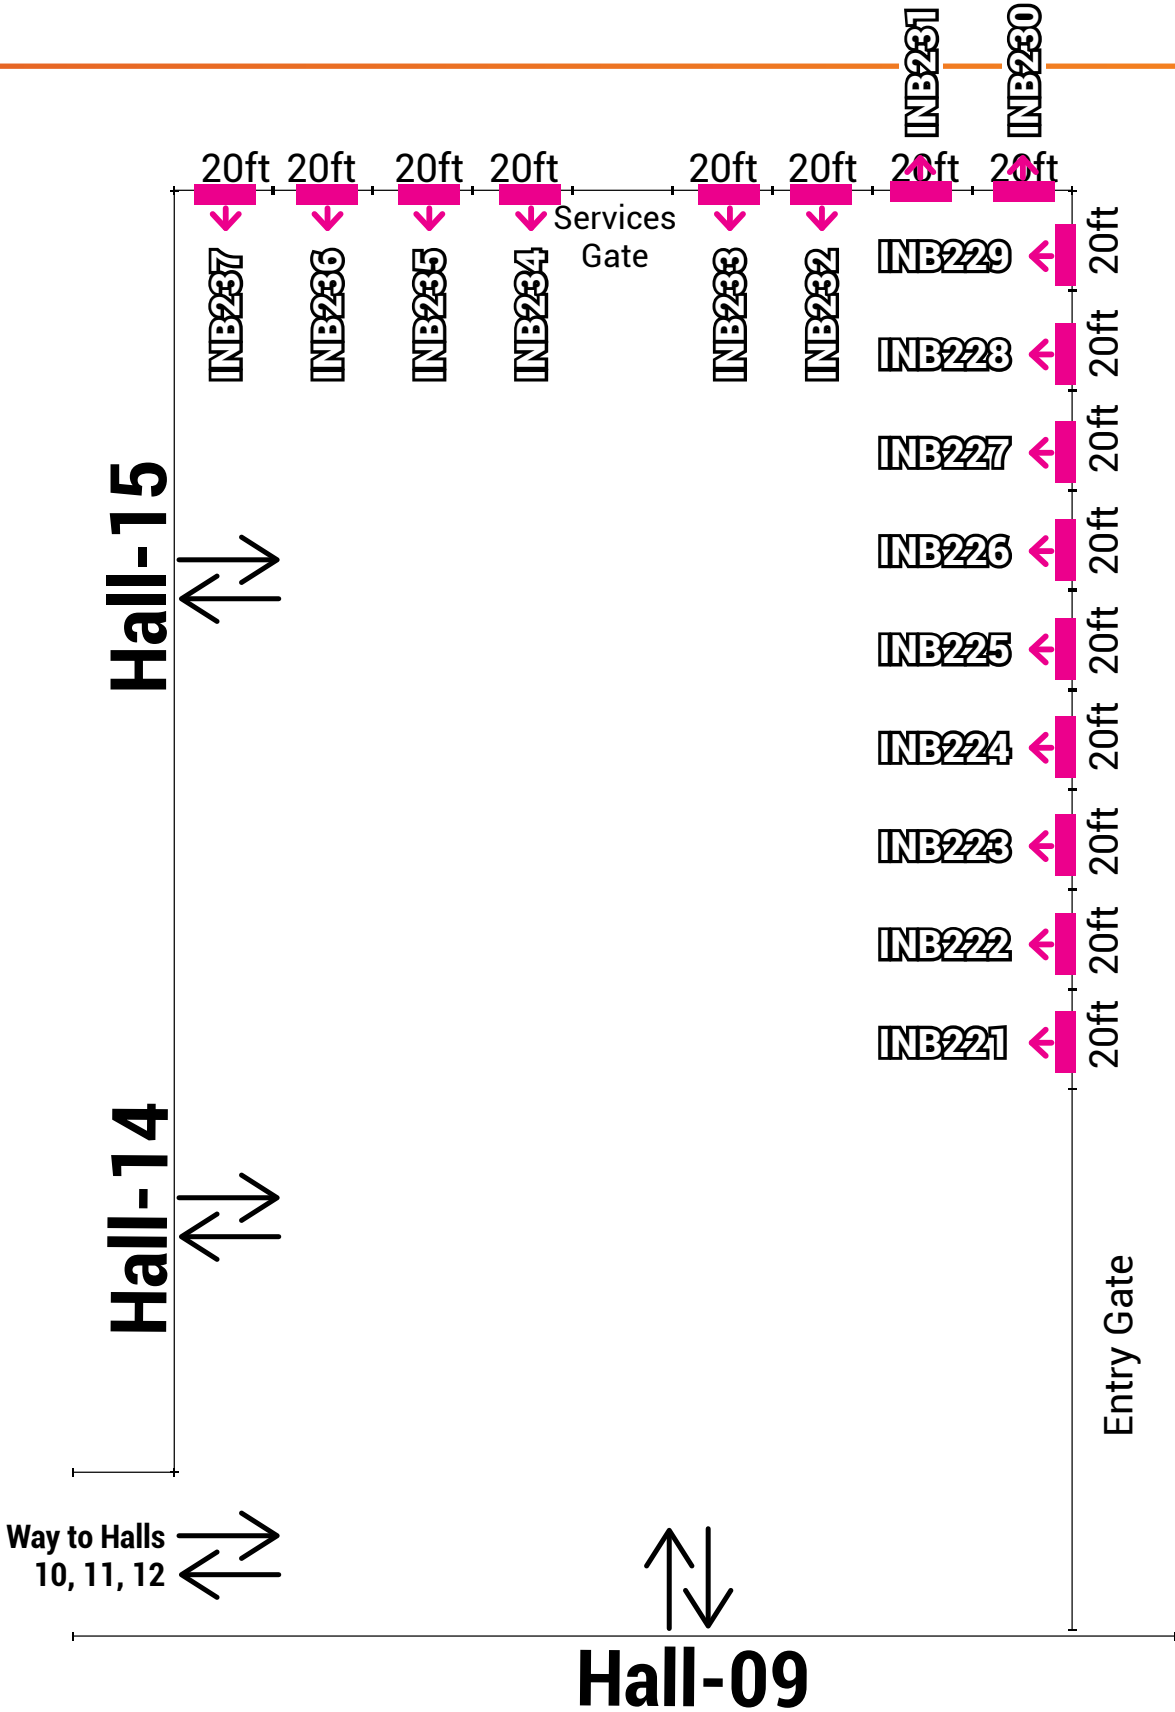 INB231
INB230
20ft
20ft
20ft
20ft
20ft
20ft
20ft
20ft
Services
Gate
INB237
INB236
INB235
INB234
INB233
INB232
INB229
20ft
INB228
20ft
INB227
20ft
INB226
20ft
INB225
20ft
INB224
20ft
INB223
20ft
INB222
20ft
INB221
20ft
Hall-15
Hall-14
Entry Gate
Way to Halls
10, 11, 12
Hall-09